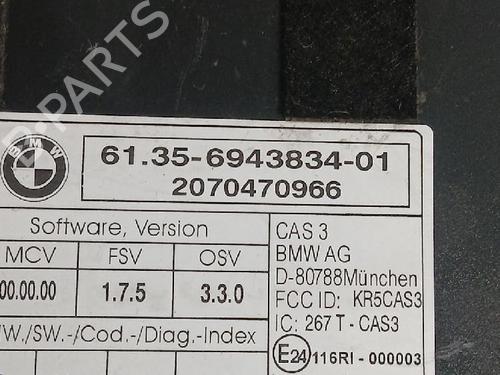 B-PARTS
BMW
61.35-6943834-01
2070470966
Software, Version
MCV FSV OSV
00.00.00 1.7.5 3.3.0
W./SW.-/Cod.-/Diag.-Index
CAS 3
BMW AG
D-80788München
FCC ID: KR5CAS3
IC: 267 T - CAS3
E24 116RI - 000003